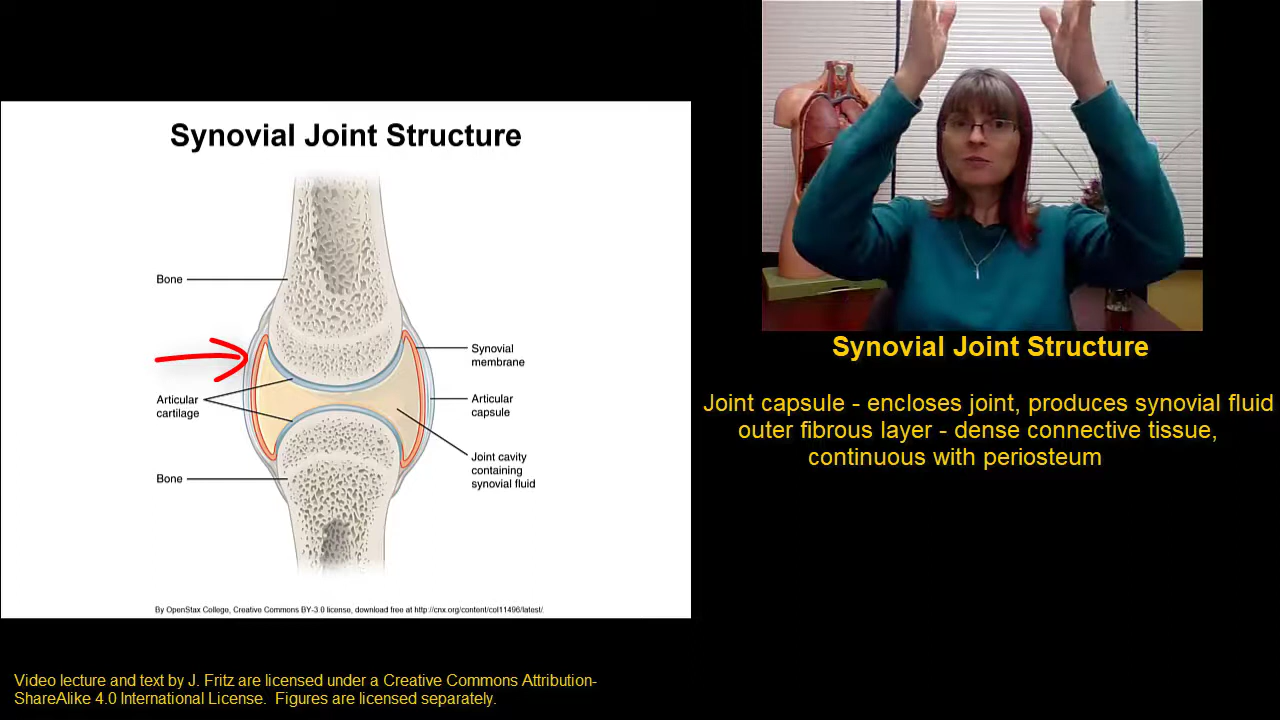 Synovial Joint Structure
Bone
Articular
cartilage
Bone
Synovial
membrane
Articular
capsule
Joint cavity
containing
synovial fluid
By OpenStax College, Creative Commons BY-3.0 license, download free at http://cnx.org/content/col11496/latest/.
Synovial Joint Structure
Joint capsule - encloses joint, produces synovial fluid
outer fibrous layer - dense connective tissue,
continuous with periosteum
Video lecture and text by J. Fritz are licensed under a Creative Commons Attribution-
ShareAlike 4.0 International License.  Figures are licensed separately.